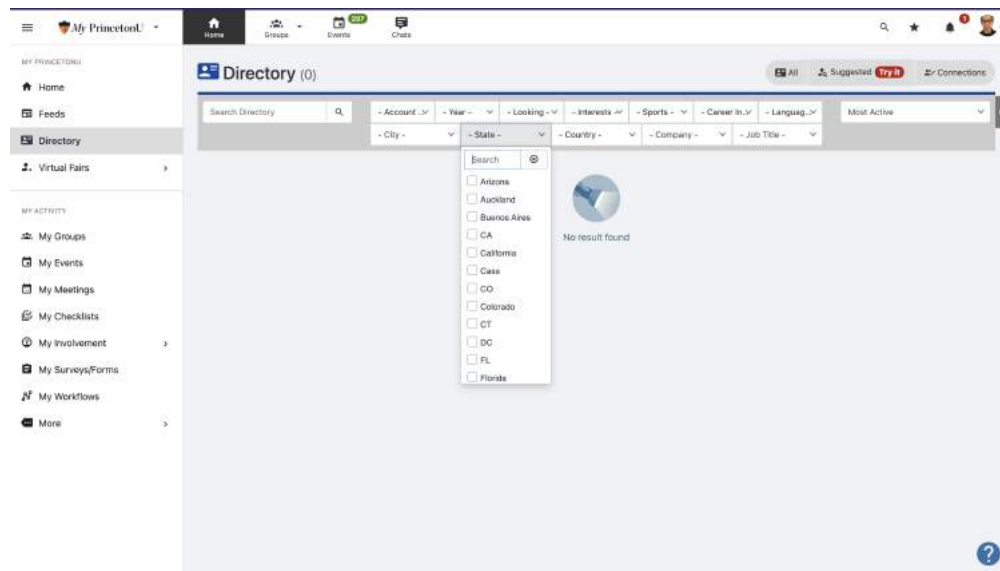 My PrincetonU
Home
Groups
207
Events
Chats
1
MY PRINCETONU
Home
Feeds
Directory
Virtual Fairs
MY ACTIVITY
My Groups
My Events
My Meetings
My Checklists
My Involvement
My Surveys/Forms
My Workflows
More
Directory (0)
All
Suggested Try it
Connections
Search Directory
- Account ..
- Year -
- Looking -
- Interests -
- Sports -
- Career In..
- Languag..
Most Active
- City -
- State -
- Country -
- Company -
- Job Title -
Search
Arizona
Auckland
Buenos Aires
CA
California
Casa
CO
Colorado
CT
DC
FL
Florida
No result found
?